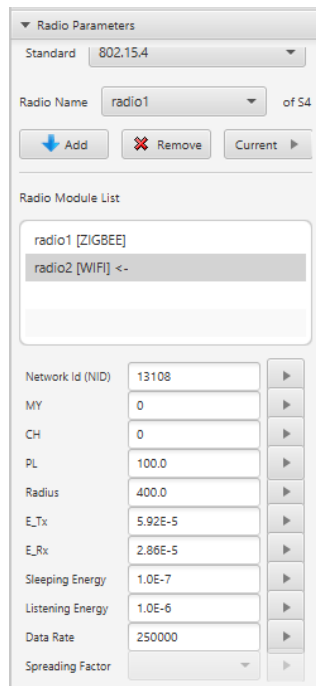 Radio Parameters
Standard 802.15.4
Radio Name radio1 of S4
Add Remove Current
Radio Module List
radio1 [ZIGBEE]
radio2 [WIFI] <-
Network Id (NID) 13108
MY 0
CH 0
PL 100.0
Radius 400.0
E_Tx 5.92E-5
E_Rx 2.86E-5
Sleeping Energy 1.0E-7
Listening Energy 1.0E-6
Data Rate 250000
Spreading Factor